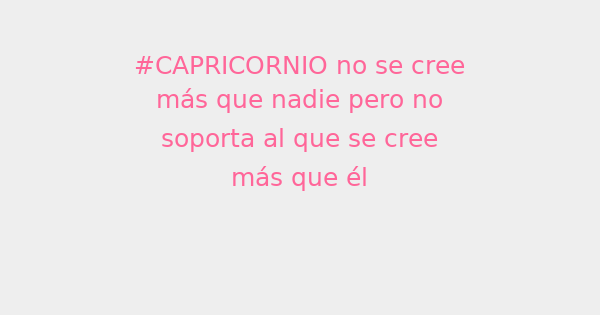 #CAPRICORNIO no se cree
más que nadie pero no
soporta al que se cree
más que él